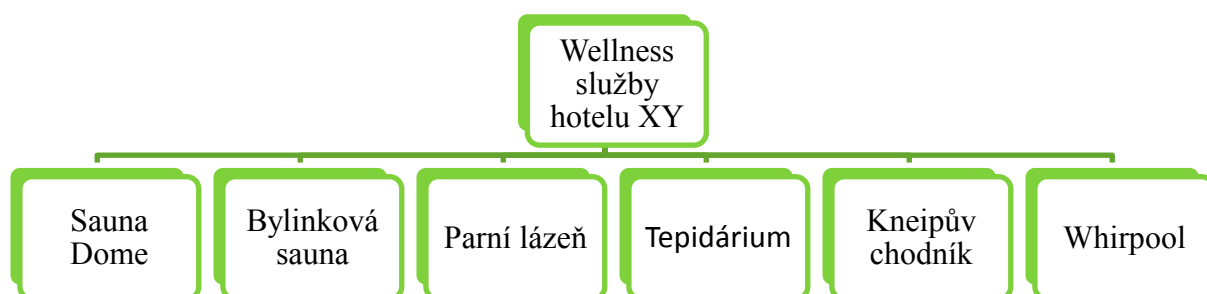 Wellness
služby
hotelu XY
Sauna
Dome
Bylinková
sauna
Parní lázeň
Tepidárium
Kneipův
chodník
Whirpool